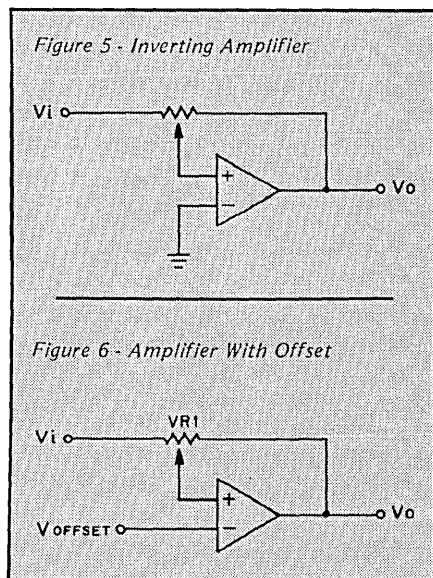 Figure 5 - Inverting Amplifier
Vi
+
−
Vo
Figure 6 - Amplifier With Offset
VR1
Vi
+
−
VOFFSET
Vo